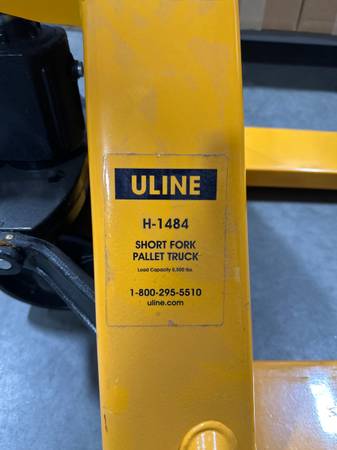 ULINE
H-1484
SHORT FORK
PALLET TRUCK
Load Capacity 5,500 lbs.
1-800-295-5510
uline.com